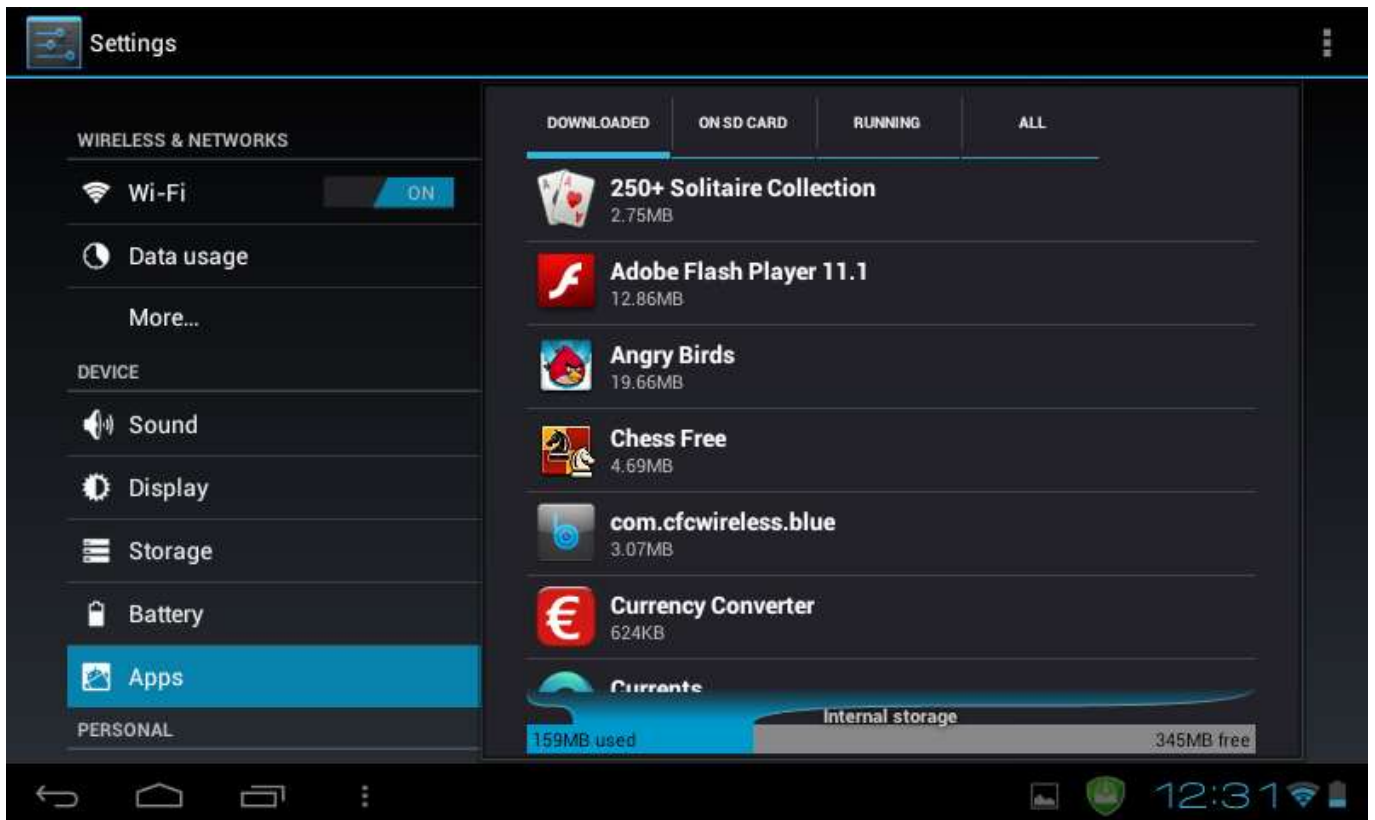 Settings
WIRELESS & NETWORKS
Wi-Fi
ON
Data usage
More...
DEVICE
Sound
Display
Storage
Battery
Apps
PERSONAL
DOWNLOADED ON SD CARD RUNNING ALL
250+ Solitaire Collection
2.75MB
Adobe Flash Player 11.1
12.86MB
Angry Birds
19.66MB
Chess Free
4.69MB
com.cfcwireless.blue
3.07MB
Currency Converter
624KB
Currents
Internal storage
159MB used 345MB free
12:31